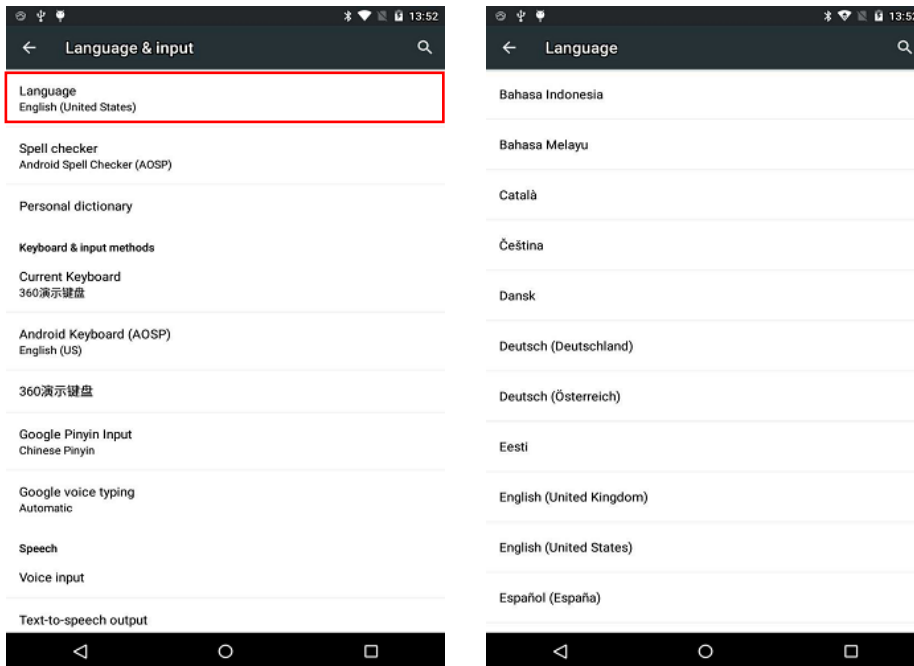 13:52
Language & input
Language
English (United States)
Spell checker
Android Spell Checker (AOSP)
Personal dictionary
Keyboard & input methods
Current Keyboard
360演示键盘
Android Keyboard (AOSP)
English (US)
360演示键盘
Google Pinyin Input
Chinese Pinyin
Google voice typing
Automatic
Speech
Voice input
Text-to-speech output
13:52
Language
Bahasa Indonesia
Bahasa Melayu
Català
Čeština
Dansk
Deutsch (Deutschland)
Deutsch (Österreich)
Eesti
English (United Kingdom)
English (United States)
Español (España)